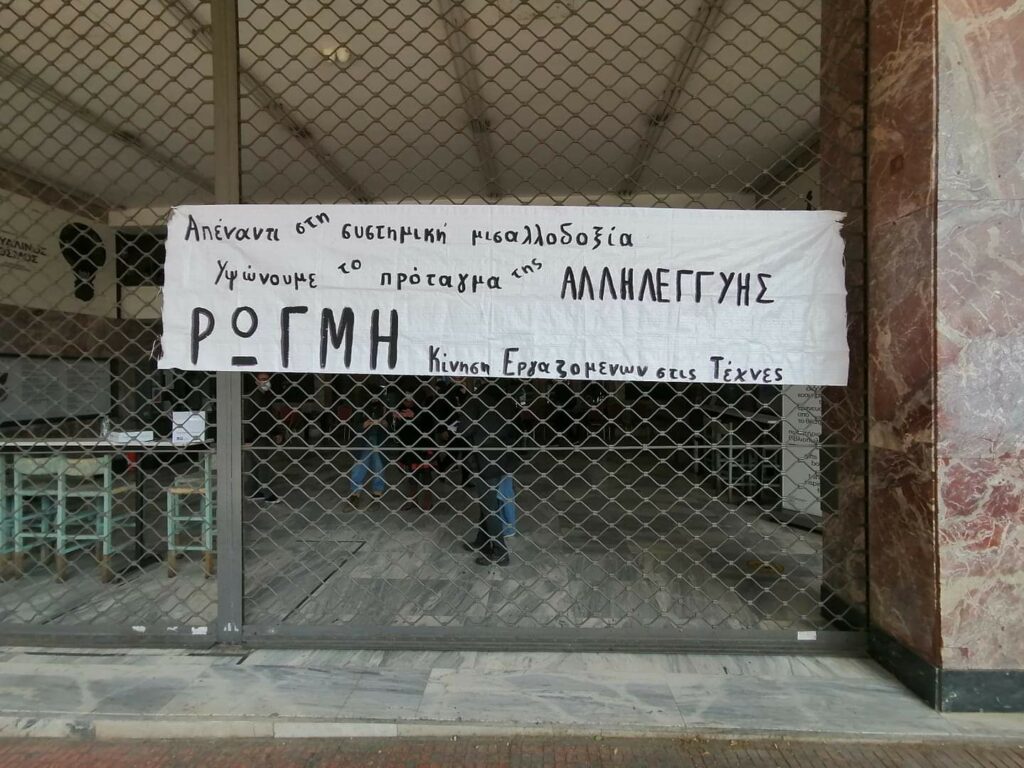 Απέναντι στη συστημική μισαλλοδοξία
Υψώνουμε το πρόταγμα της ΑΛΛΗΛΕΓΓΥΗΣ
ΡΩΓΜΗ Κίνηση Εργαζομένων στις Τέχνες